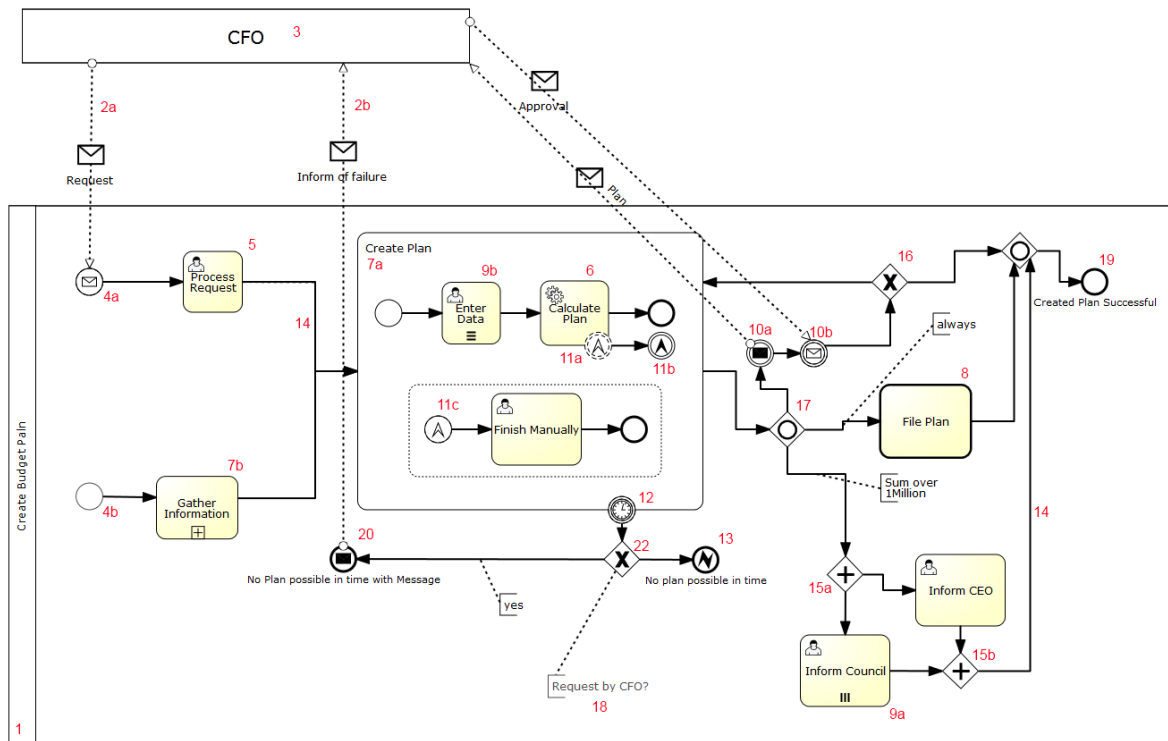 CFO
3
2a
2b
Approval
Request
Inform of failure
Plan
Create Plan
5
7a
9b
6
16
19
Process
Request
Enter
Data
Calculate
Plan
Created Plan Successful
4a
14
10a
10b
always
11a
11b
8
11c
17
File Plan
Finish Manually
7b
Sum over
1Million
Gather
Information
12
4b
14
20
22
13
No Plan possible in time with Message
No plan possible in time
15a
Inform CEO
yes
15b
Inform Council
Request by CFO?
18
9a
Create Budget Paln
1